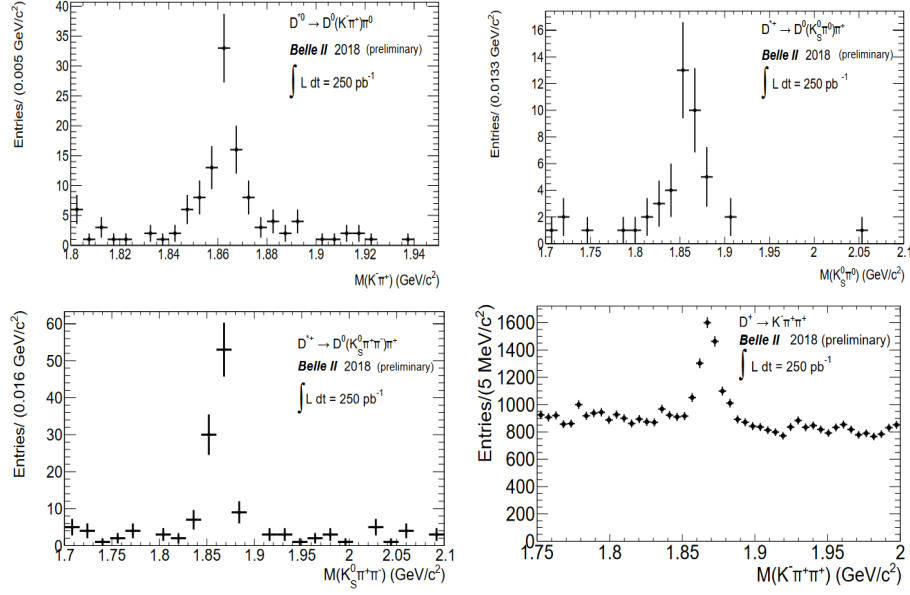 D*0 → D0(K-π+)π0
Belle II 2018 (preliminary)
∫ L dt = 250 pb-1
Entries/ (0.005 GeV/c2)
40
35
30
25
20
15
10
5
0
1.8 1.82 1.84 1.86 1.88 1.9 1.92 1.94
M(K-π+) (GeV/c2)
D*+ → D0(K0Sπ0)π+
Belle II 2018 (preliminary)
∫ L dt = 250 pb-1
Entries/ (0.0133 GeV/c2)
16
14
12
10
8
6
4
2
0
1.7 1.75 1.8 1.85 1.9 1.95 2 2.05 2.1
M(K0Sπ0) (GeV/c2)
D*+ → D0(K0Sπ+π-)π+
Belle II 2018 (preliminary)
∫ L dt = 250 pb-1
Entries/ (0.016 GeV/c2)
60
50
40
30
20
10
0
1.7 1.75 1.8 1.85 1.9 1.95 2 2.05 2.1
M(K0Sπ+π-) (GeV/c2)
D+ → K-π+π+
Belle II 2018 (preliminary)
∫ L dt = 250 pb-1
Entries/(5 MeV/c2)
1600
1400
1200
1000
800
600
400
200
0
1.75 1.8 1.85 1.9 1.95 2
M(K-π+π+) (GeV/c2)